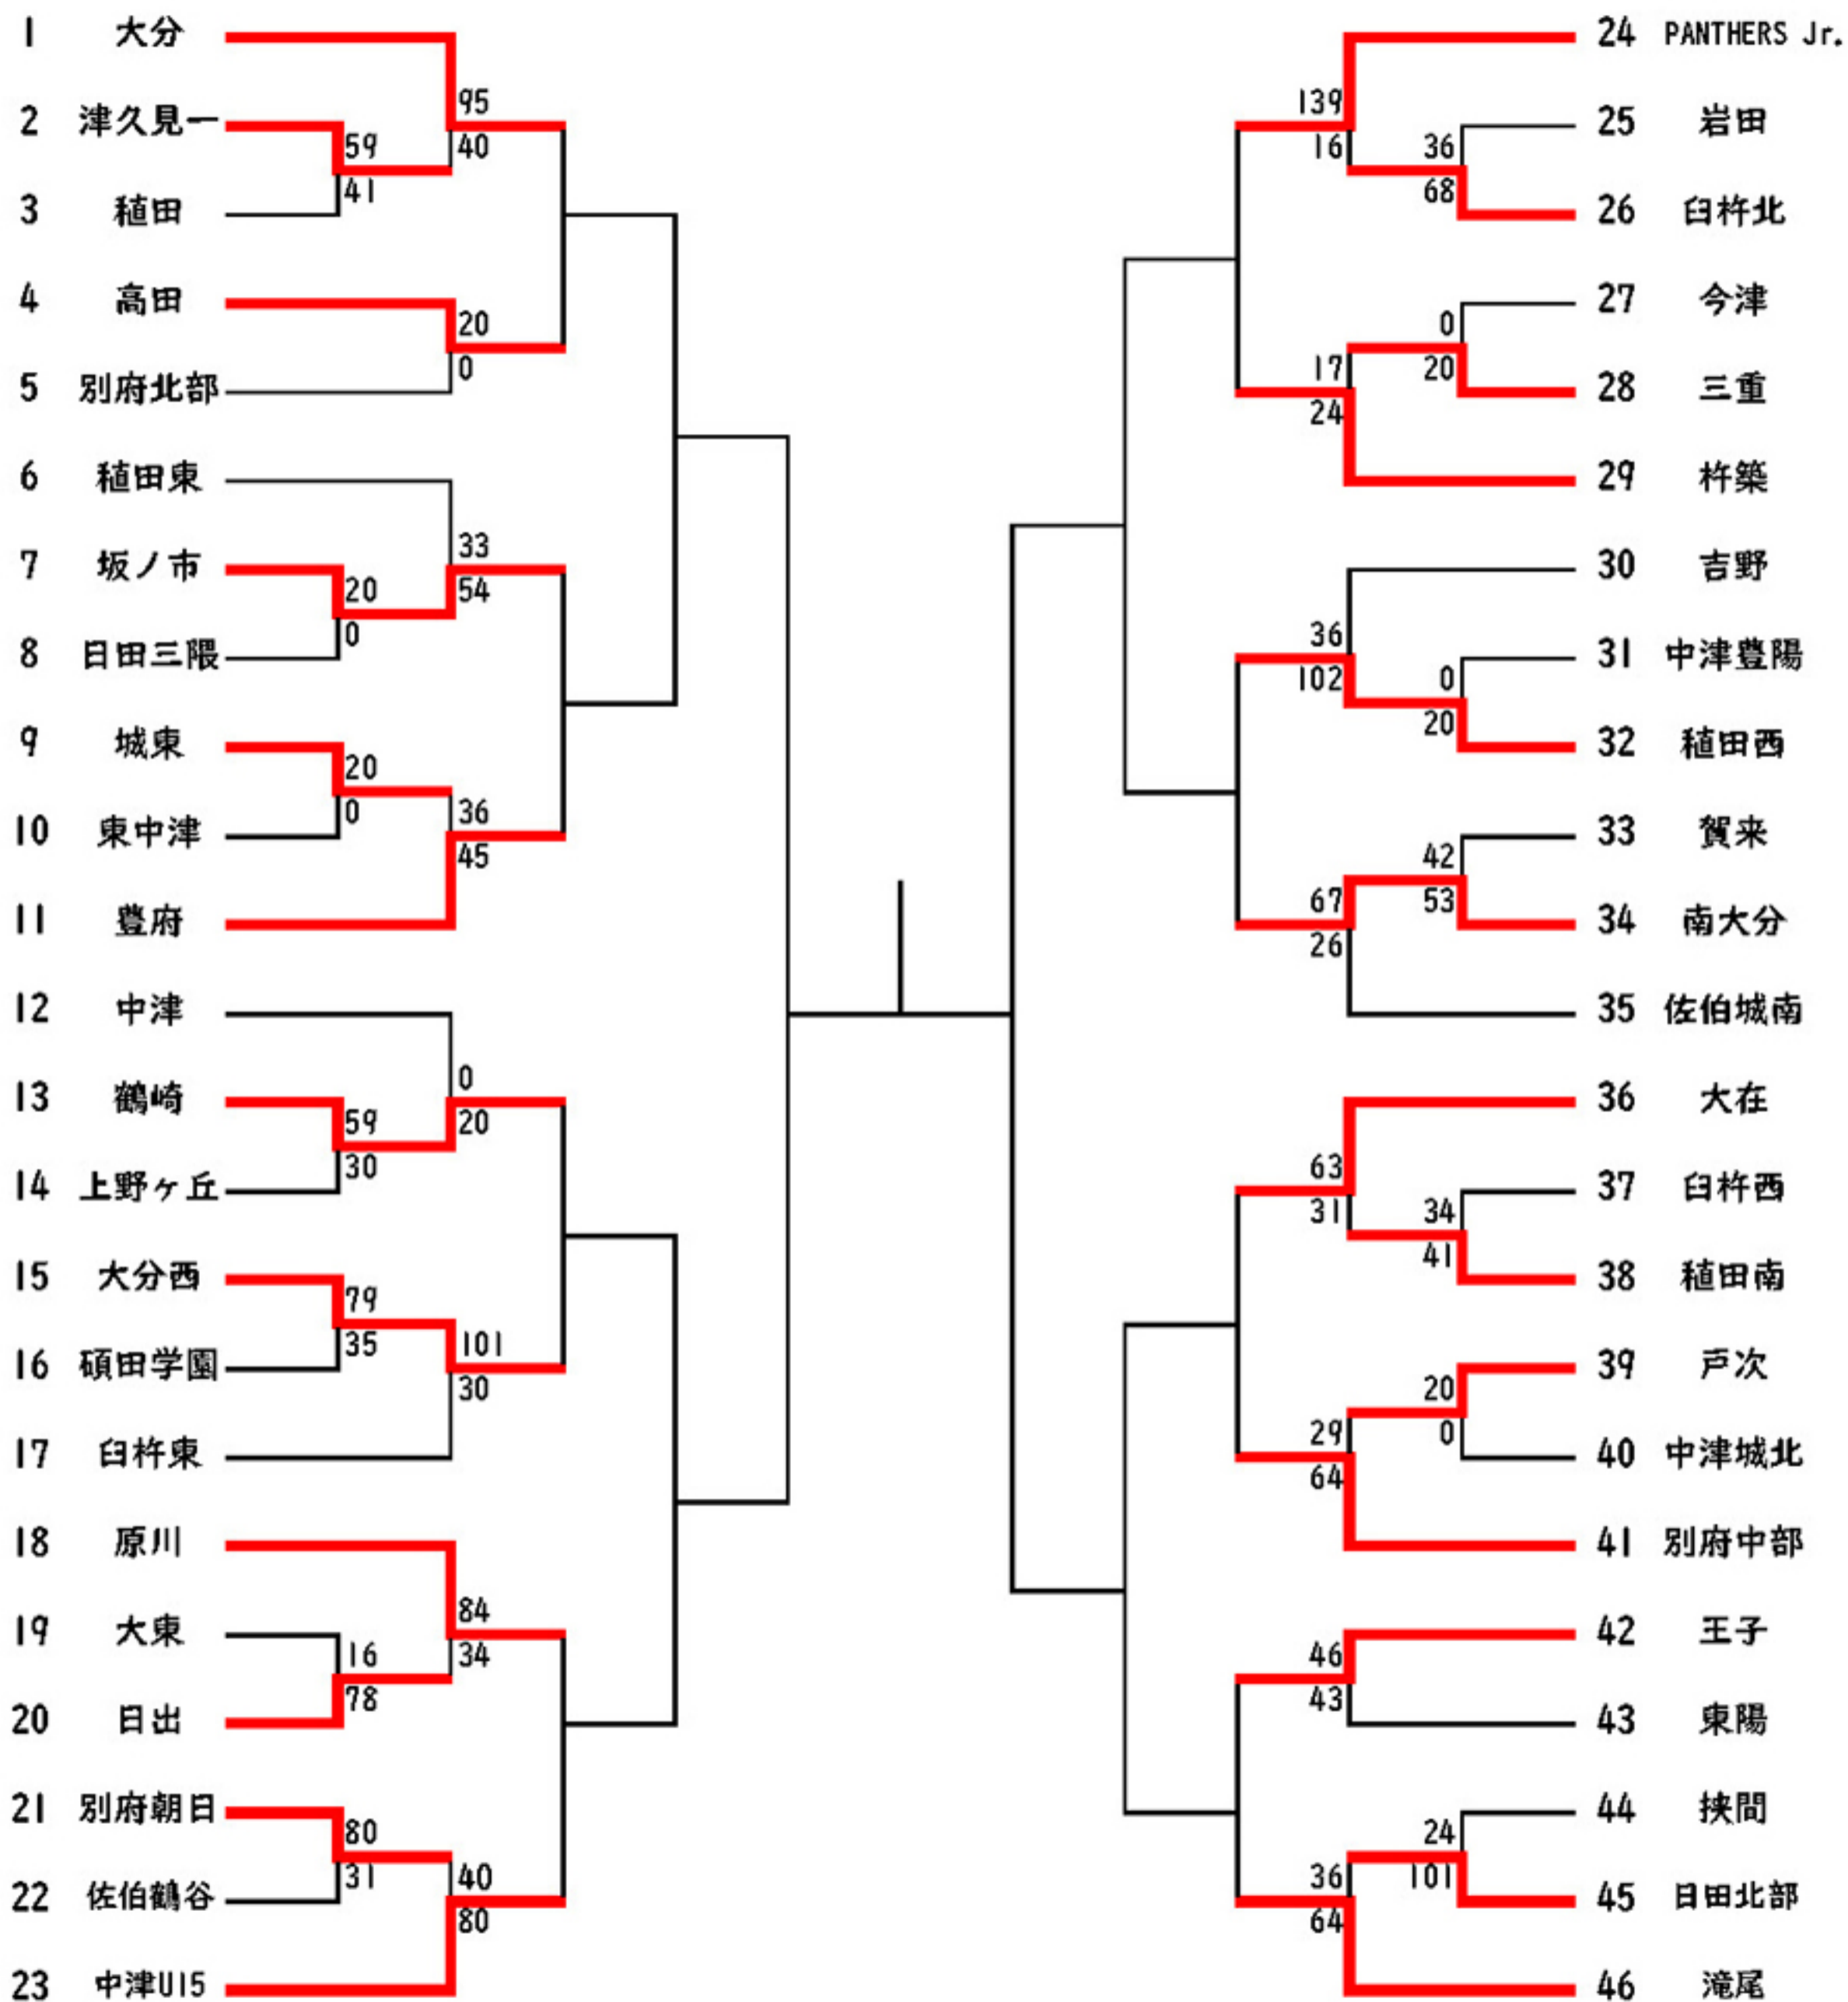 1 大分
95
2 津久見一
59
40
41
3 稙田
4 高田
20
0
5 別府北部
6 稙田東
33
7 坂ノ市
20
54
0
8 日田三隈
9 城東
20
0
36
10 東中津
45
11 豊府
12 中津
0
13 鶴崎
59
20
30
14 上野ヶ丘
15 大分西
79
35
101
16 碩田学園
30
17 臼杵東
18 原川
84
19 大東
16
34
78
20 日出
21 別府朝日
80
31
40
22 佐伯鶴谷
80
23 中津U15
24 PANTHERS Jr.
139
25 岩田
16
36
68
26 臼杵北
27 今津
0
17
20
28 三重
24
29 杵築
30 吉野
36
31 中津豊陽
102
0
20
32 稙田西
33 賀来
42
67
53
34 南大分
26
35 佐伯城南
36 大在
63
37 臼杵西
31
34
41
38 稙田南
39 戸次
20
29
0
40 中津城北
64
41 別府中部
42 王子
46
43
43 東陽
44 挾間
24
36
101
45 日田北部
64
46 滝尾